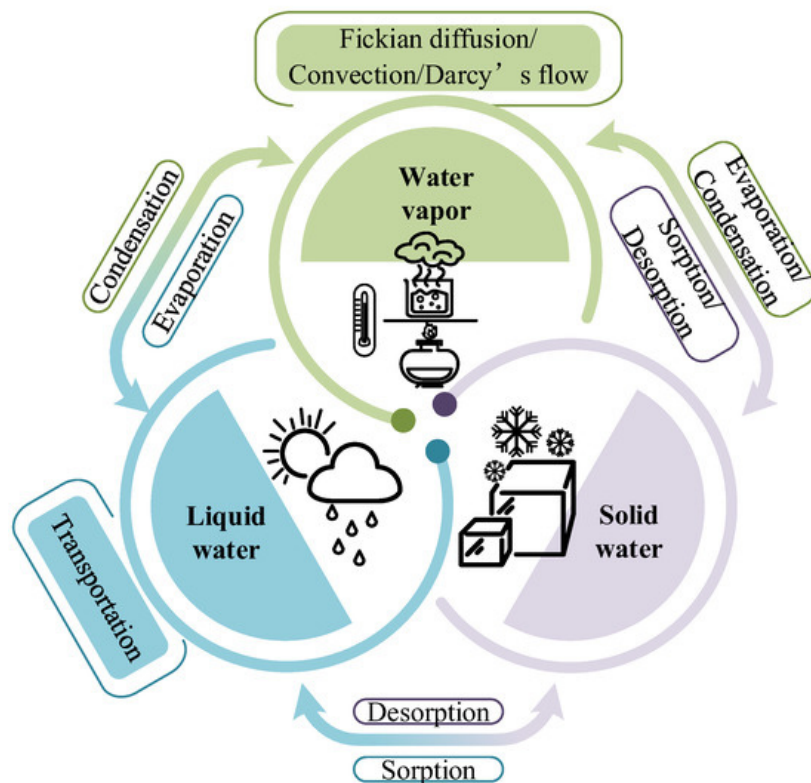 Fickian diffusion/
Convection/Darcy’s flow
Water
vapor
Condensation
Evaporation
Evaporation/
Condensation
Sorption/
Desorption
Liquid
water
Solid
water
Transportation
Desorption
Sorption